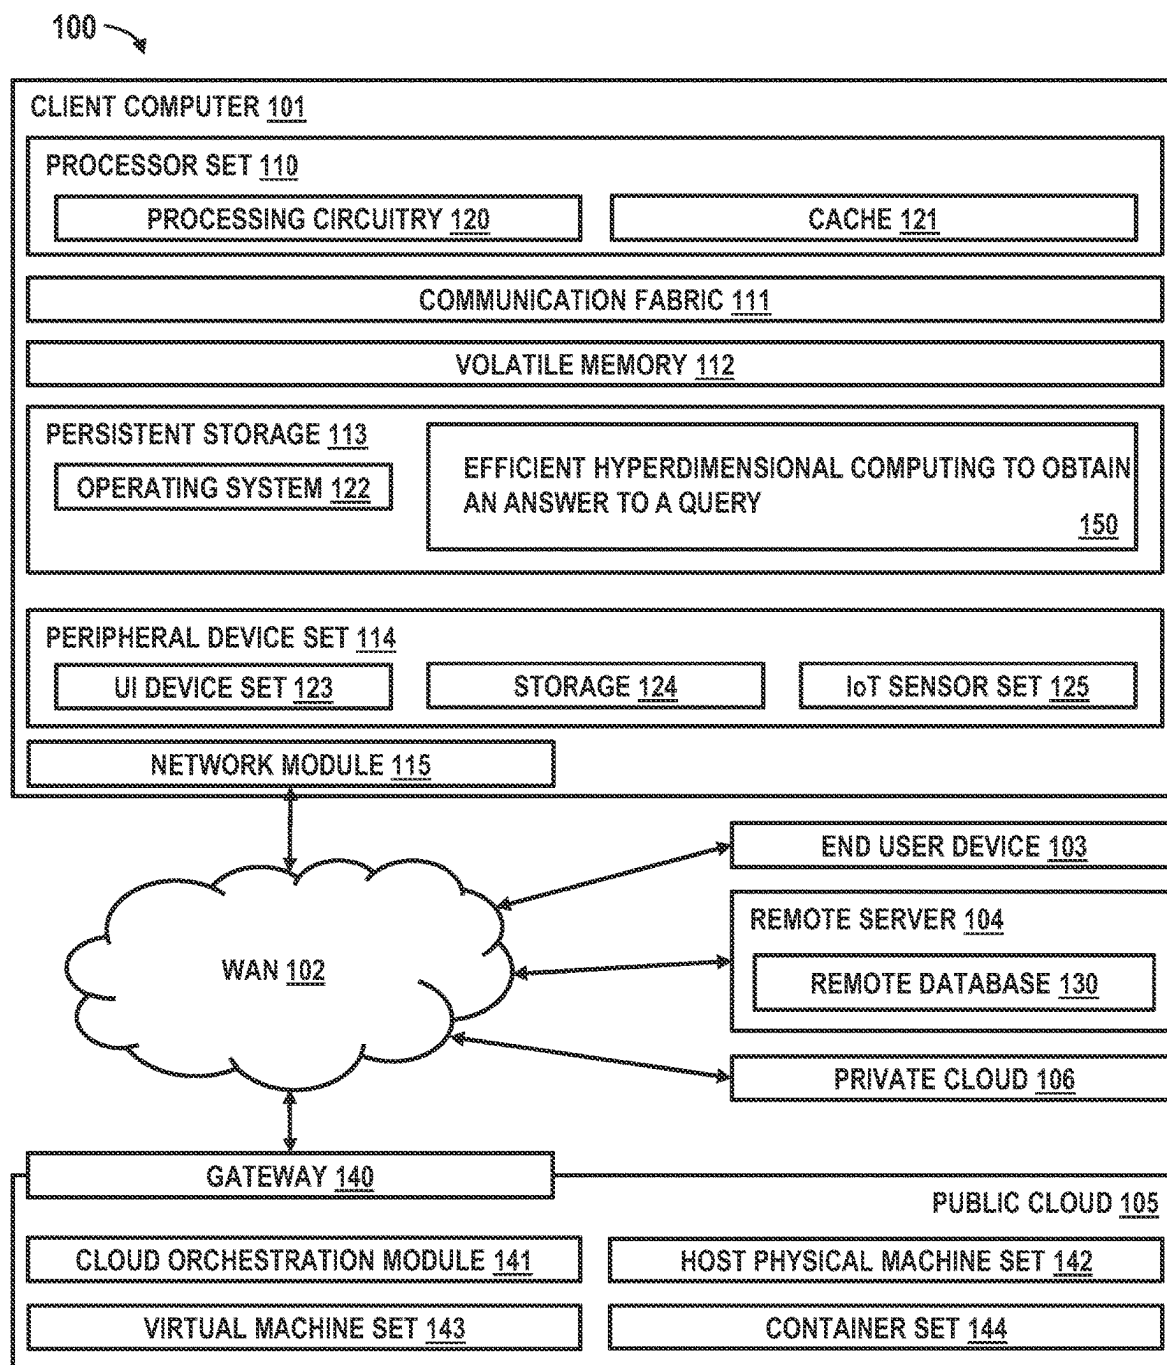 100
CLIENT COMPUTER 101
PROCESSOR SET 110
PROCESSING CIRCUITRY 120
CACHE 121
COMMUNICATION FABRIC 111
VOLATILE MEMORY 112
PERSISTENT STORAGE 113
OPERATING SYSTEM 122
EFFICIENT HYPERDIMENSIONAL COMPUTING TO OBTAIN
AN ANSWER TO A QUERY
150
PERIPHERAL DEVICE SET 114
UI DEVICE SET 123
STORAGE 124
IoT SENSOR SET 125
NETWORK MODULE 115
END USER DEVICE 103
REMOTE SERVER 104
WAN 102
REMOTE DATABASE 130
PRIVATE CLOUD 106
GATEWAY 140
PUBLIC CLOUD 105
CLOUD ORCHESTRATION MODULE 141
HOST PHYSICAL MACHINE SET 142
VIRTUAL MACHINE SET 143
CONTAINER SET 144